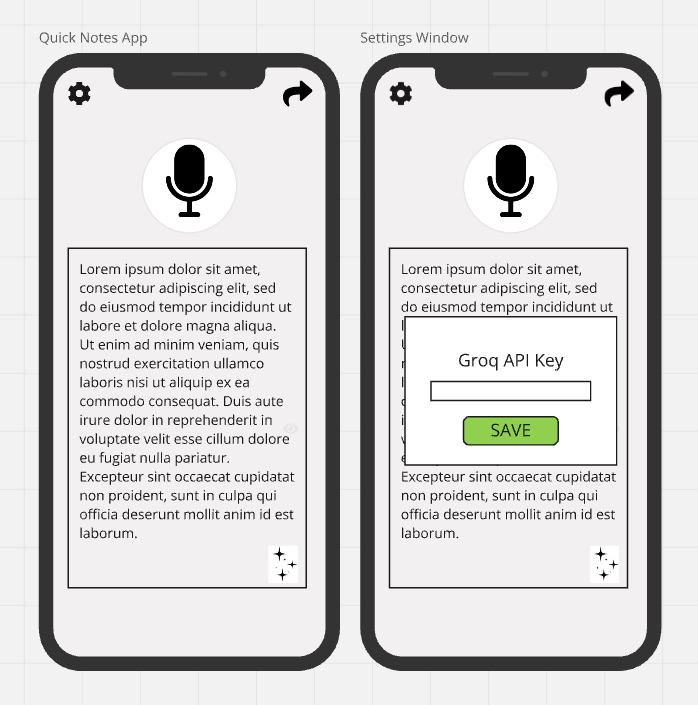 Quick Notes App
Lorem ipsum dolor sit amet,
consectetur adipiscing elit, sed
do eiusmod tempor incididunt ut
labore et dolore magna aliqua.
Ut enim ad minim veniam, quis
nostrud exercitation ullamco
laboris nisi ut aliquip ex ea
commodo consequat. Duis aute
irure dolor in reprehenderit in
voluptate velit esse cillum dolore
eu fugiat nulla pariatur.
Excepteur sint occaecat cupidatat
non proident, sunt in culpa qui
officia deserunt mollit anim id est
laborum.
Settings Window
Lorem ipsum dolor sit amet,
consectetur adipiscing elit, sed
do eiusmod tempor incididunt ut
Groq API Key
SAVE
Excepteur sint occaecat cupidatat
non proident, sunt in culpa qui
officia deserunt mollit anim id est
laborum.